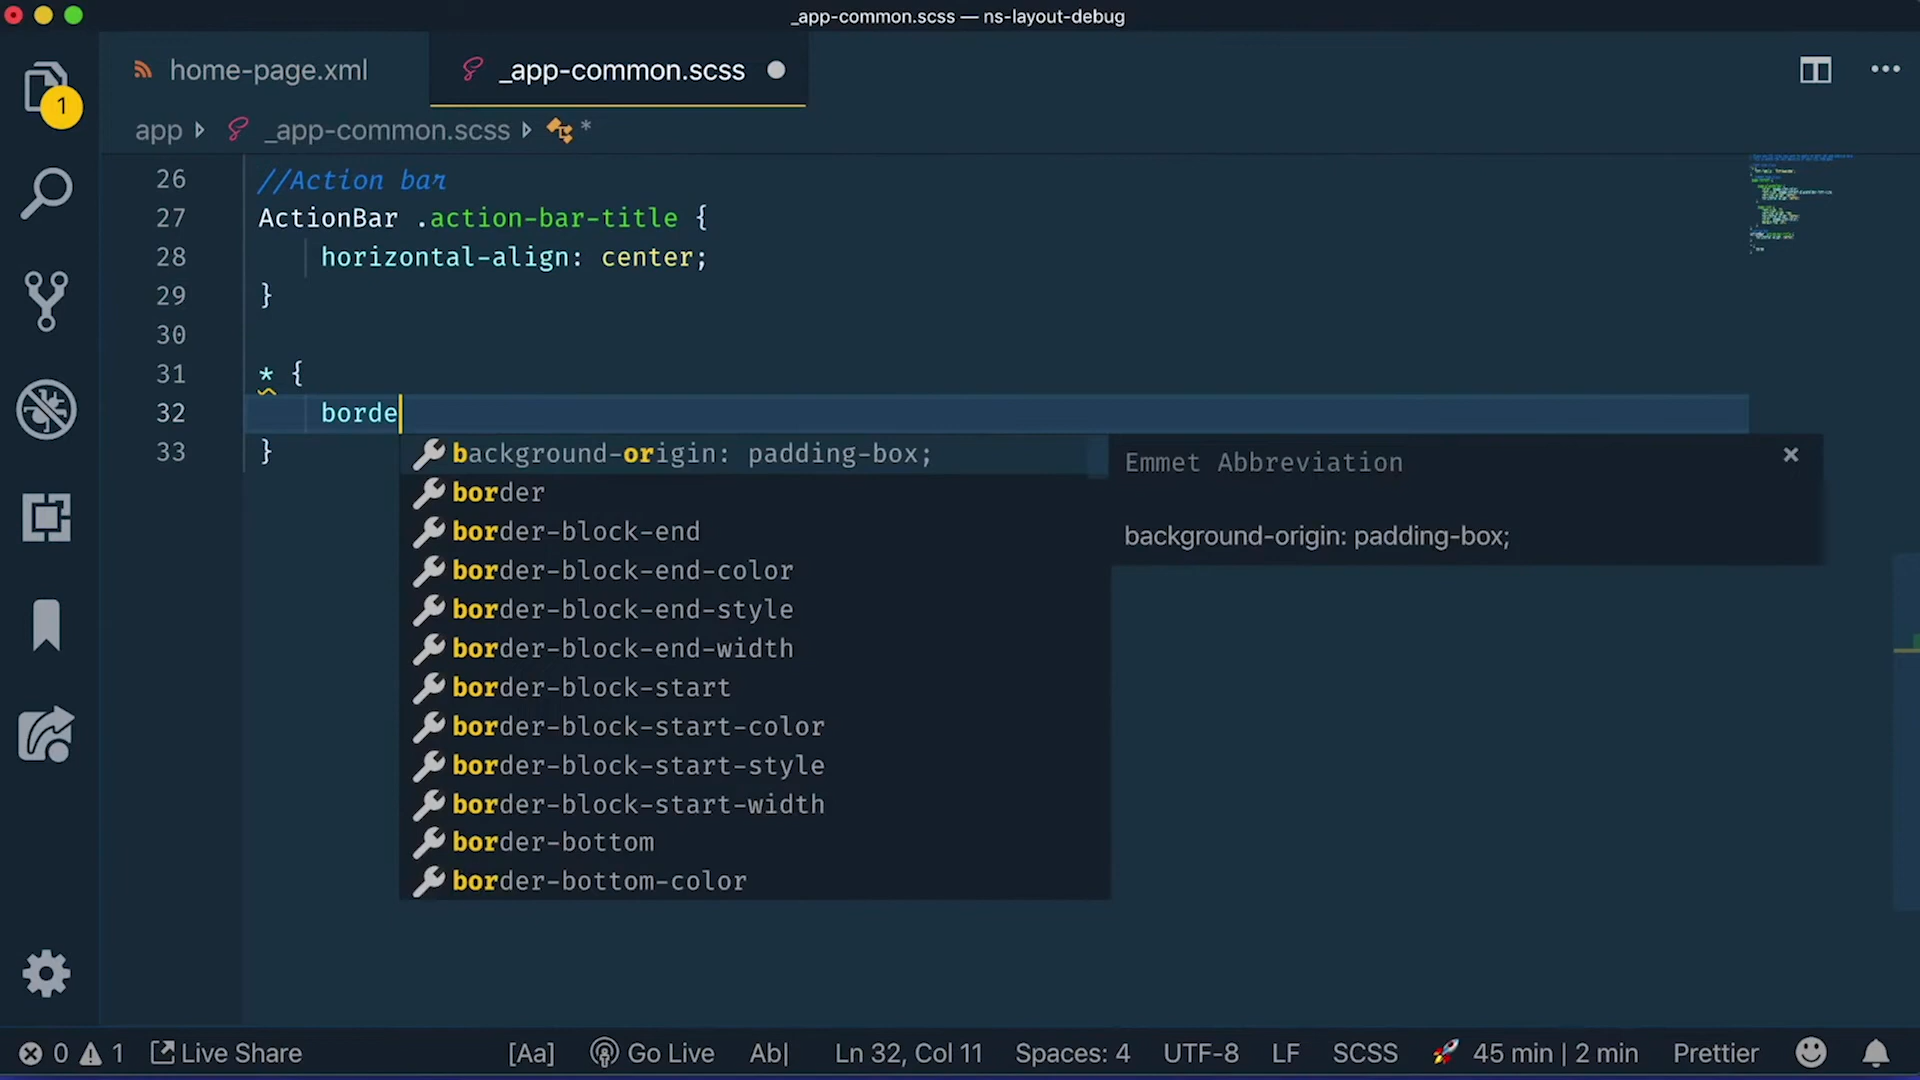 _app-common.scss — ns-layout-debug
1
home-page.xml
_app-common.scss
app
_app-common.scss
*
26 //Action bar
27 ActionBar .action-bar-title {
28 horizontal-align: center;
29 }
30
31 * {
32 borde
33 }
background-origin: padding-box;
border
border-block-end
border-block-end-color
border-block-end-style
border-block-end-width
border-block-start
border-block-start-color
border-block-start-style
border-block-start-width
border-bottom
border-bottom-color
Emmet Abbreviation
background-origin: padding-box;
0 1 Live Share [Aa] Go Live Ab| Ln 32, Col 11 Spaces: 4 UTF-8 LF SCSS 45 min | 2 min Prettier